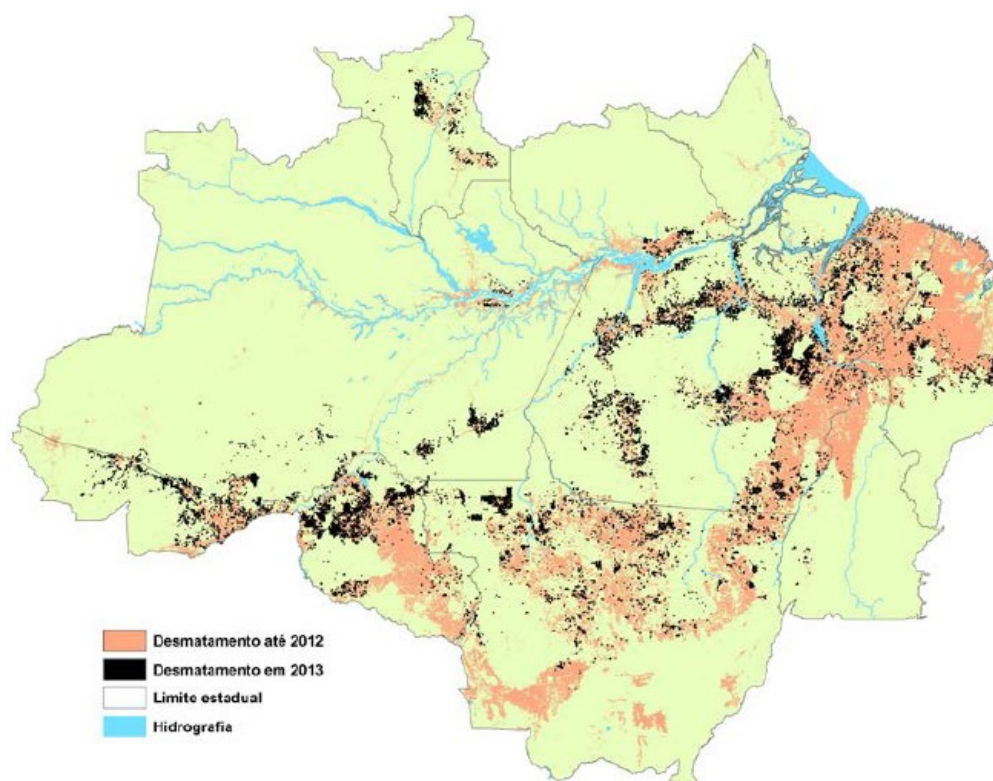 Desmatamento até 2012
Desmatamento em 2013
Limite estadual
Hidrografia